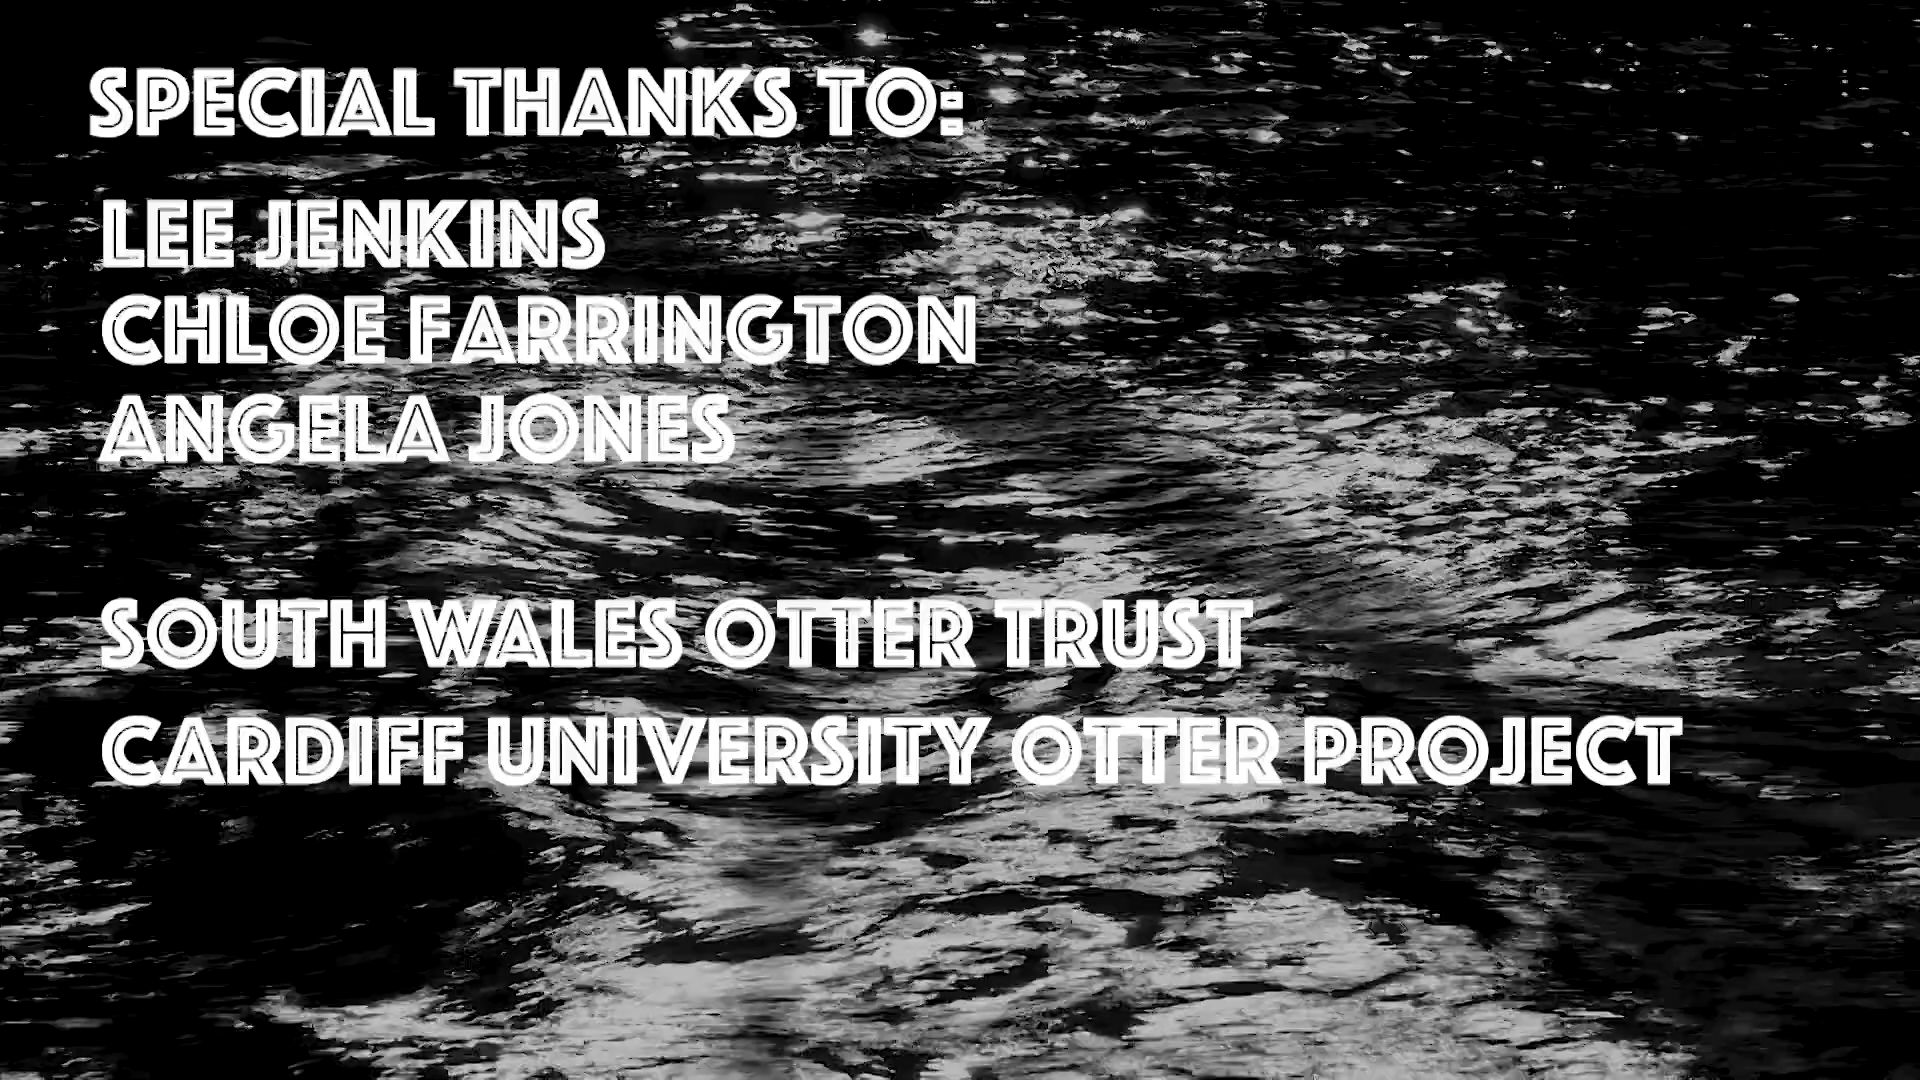 SPECIAL THANKS TO:
LEE JENKINS
CHLOE FARRINGTON
ANGELA JONES
SOUTH WALES OTTER TRUST
CARDIFF UNIVERSITY OTTER PROJECT